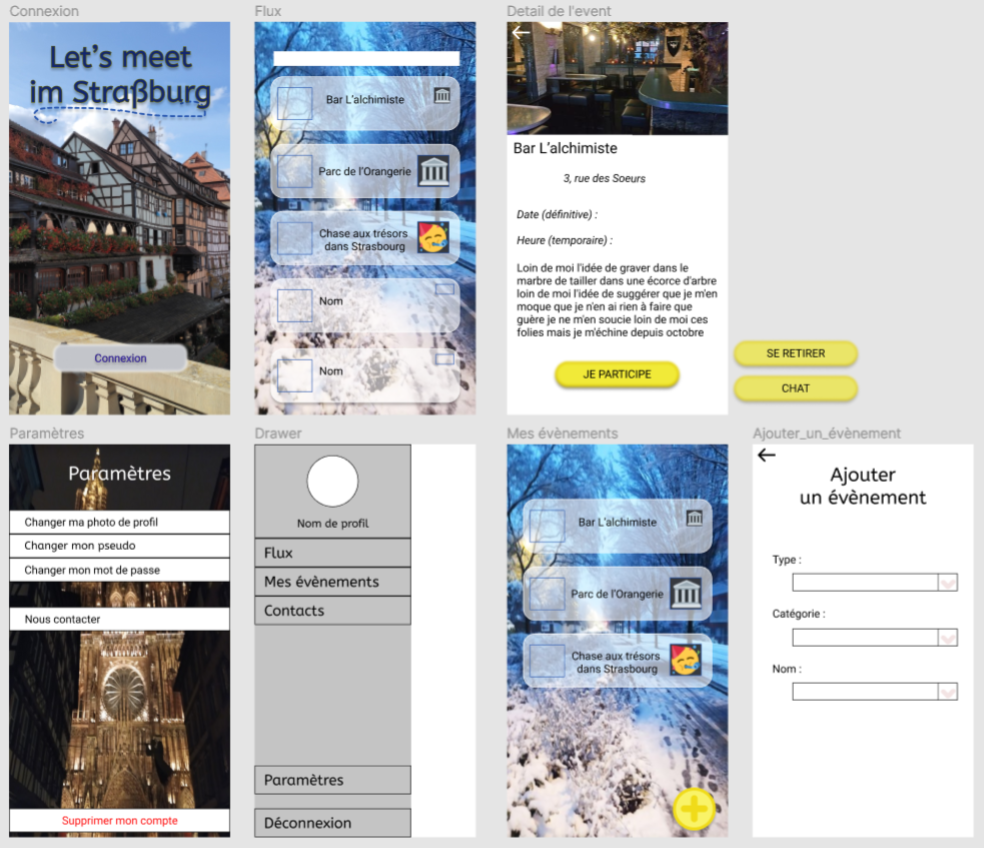 Connexion
Let's meet
im Straßburg
Connexion
Flux
Bar L'alchimiste
Parc de l'Orangerie
Chase aux trésors
dans Strasbourg
Nom
Nom
Detail de l'event
Bar L'alchimiste
3, rue des Soeurs
Date (définitive) :
Heure (temporaire) :
Loin de moi l'idée de graver dans le
marbre de tailler dans une écorce d'arbre
loin de moi l'idée de suggérer que je m'en
moque que je n'en ai rien à faire que
guère je ne m'en soucie loin de moi ces
folies mais je m'échine depuis octobre
JE PARTICIPE
SE RETIRER
CHAT
Paramètres
Paramètres
Changer ma photo de profil
Changer mon pseudo
Changer mon mot de passe
Nous contacter
Supprimer mon compte
Drawer
Nom de profil
Flux
Mes évènements
Contacts
Paramètres
Déconnexion
Mes évènements
Bar L'alchimiste
Parc de l'Orangerie
Chase aux trésors
dans Strasbourg
Ajouter_un_évènement
Ajouter
un évènement
Type :
Catégorie :
Nom :